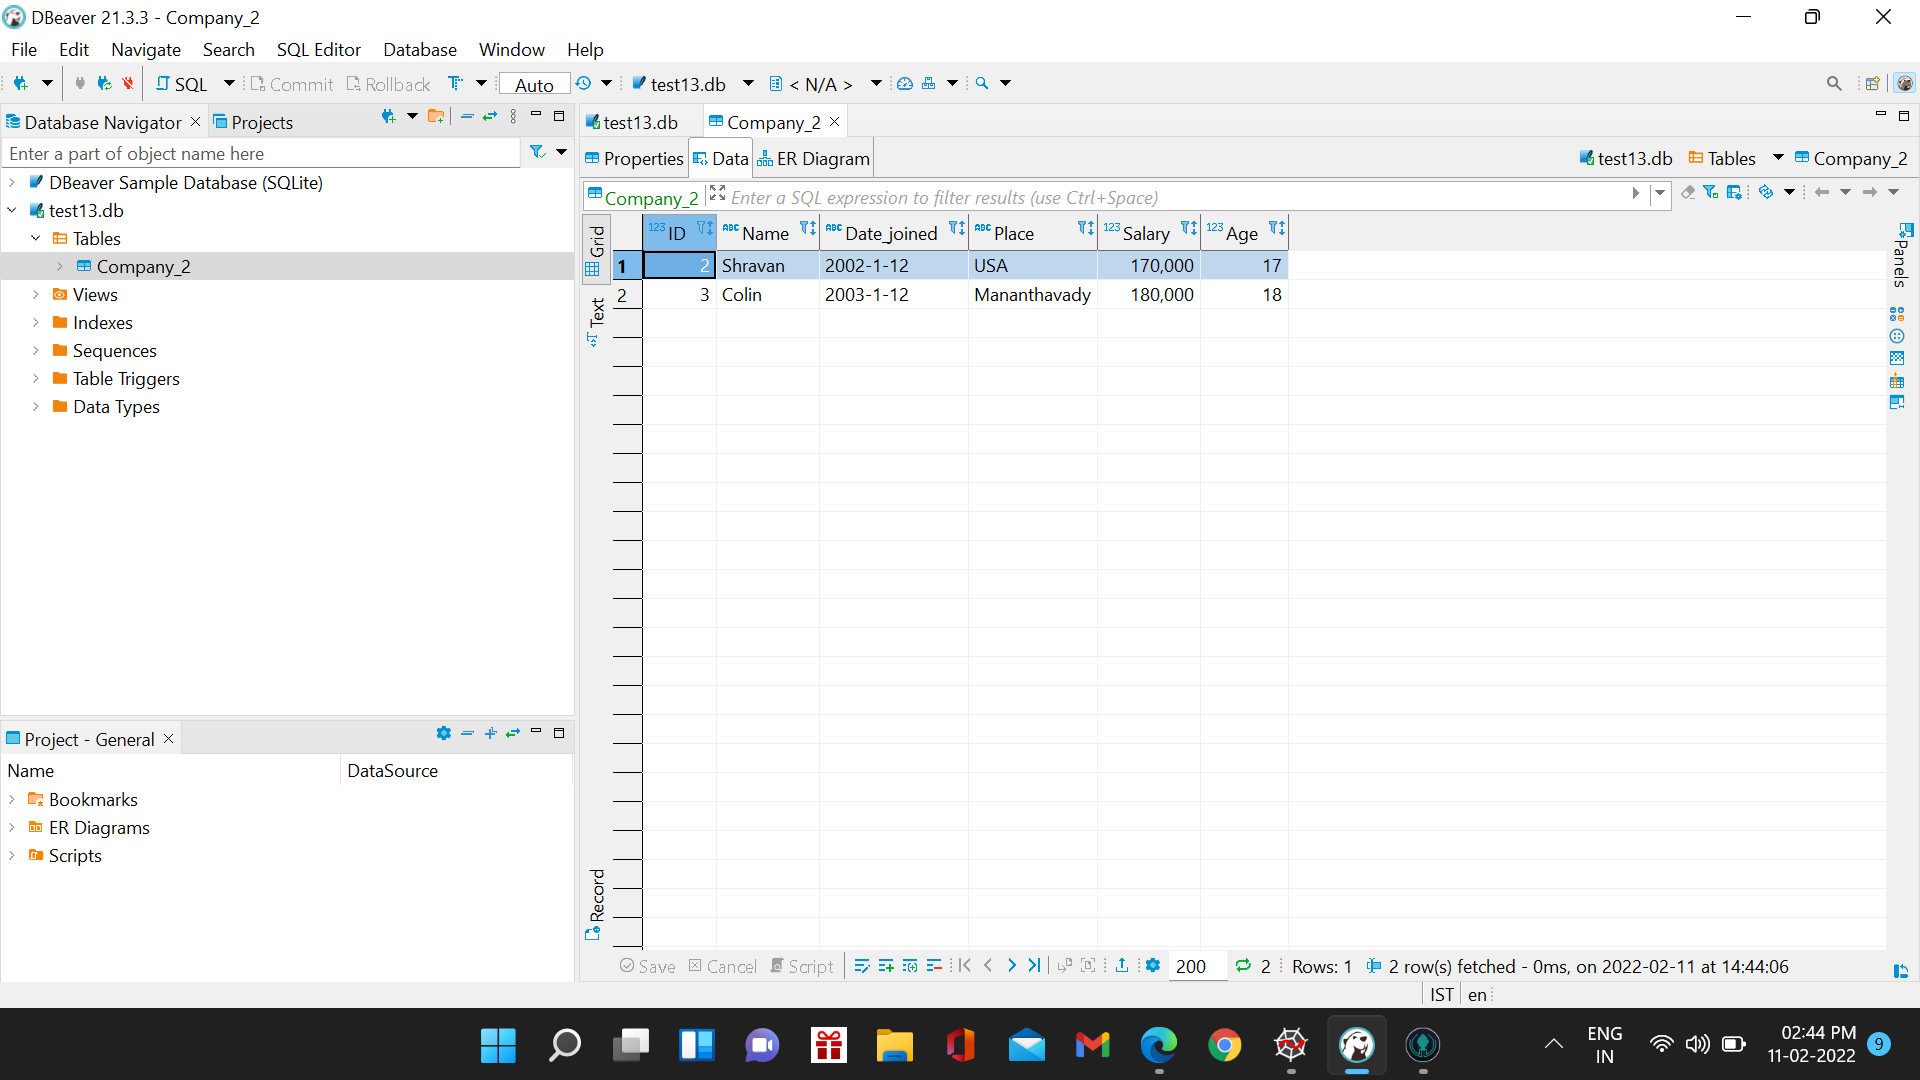 DBeaver 21.3.3 - Company_2
File Edit Navigate Search SQL Editor Database Window Help
SQL Commit Rollback Auto test13.db < N/A >
Database Navigator Projects
Enter a part of object name here
DBeaver Sample Database (SQLite)
test13.db
Tables
Company_2
Views
Indexes
Sequences
Table Triggers
Data Types
Project - General
Name DataSource
Bookmarks
ER Diagrams
Scripts
test13.db Company_2
Properties Data ER Diagram test13.db Tables Company_2
Company_2 Enter a SQL expression to filter results (use Ctrl+Space)
Grid
Text
Record
123 ID ABC Name ABC Date_joined ABC Place 123 Salary 123 Age
1 2 Shravan 2002-1-12 USA 170,000 17
2 3 Colin 2003-1-12 Mananthavady 180,000 18
Panels
Save Cancel Script 200 2 Rows: 1 2 row(s) fetched - 0ms, on 2022-02-11 at 14:44:06
IST en
ENG
IN
02:44 PM
11-02-2022
9